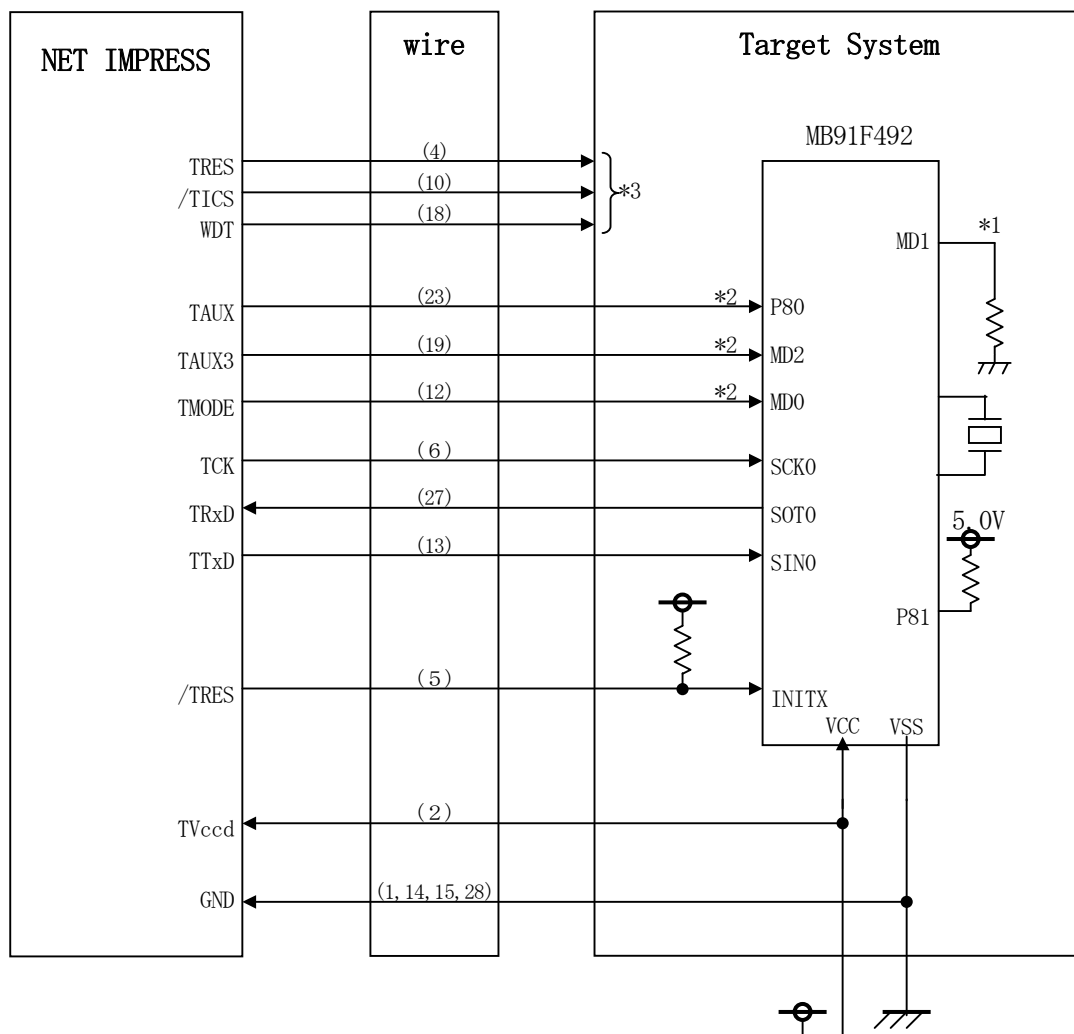 NET IMPRESS
wire
Target System
MB91F492
TRES
(4)
/TICS
(10)
*3
WDT
(18)
MD1
*1
TAUX
(23)
*2
P80
TAUX3
(19)
*2
MD2
TMODE
(12)
*2
MD0
TCK
(6)
SCK0
TRxD
(27)
SOT0
5.0V
TTxD
(13)
SIN0
P81
/TRES
(5)
INITX
VCC
VSS
TVccd
(2)
GND
(1,14,15,28)